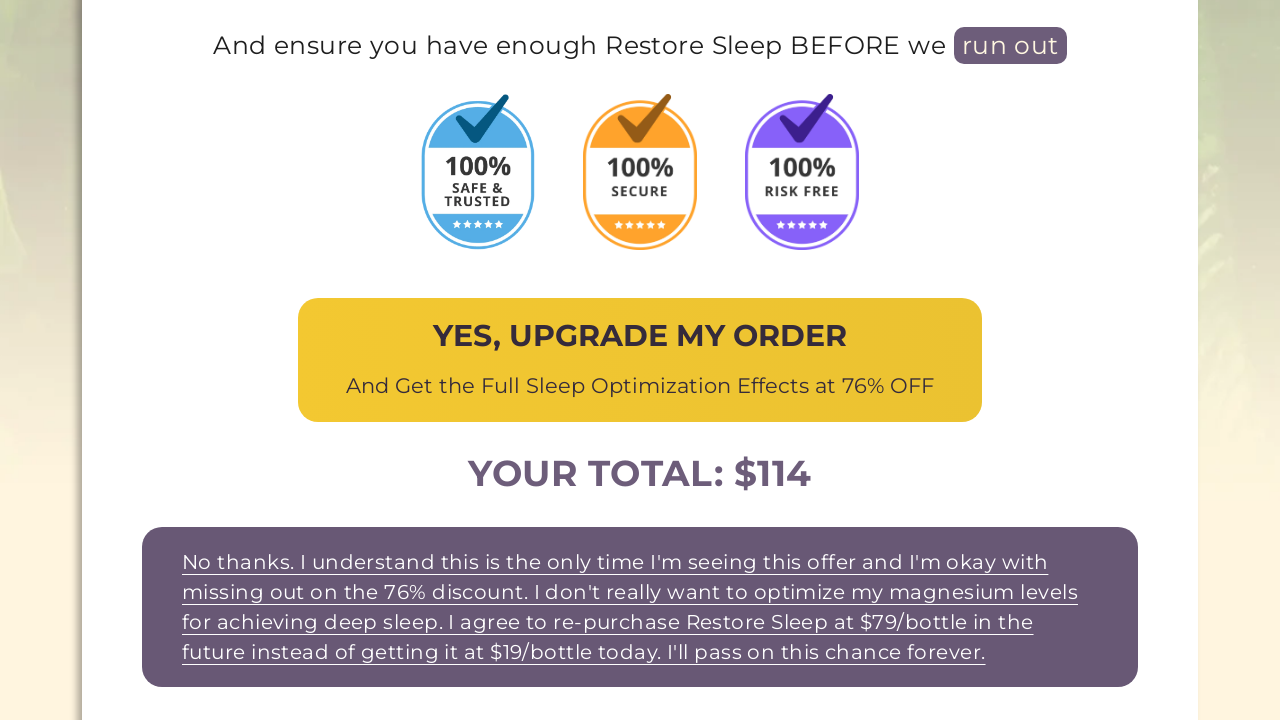 And ensure you have enough Restore Sleep BEFORE we run out
100%
SAFE &
TRUSTED
100%
SECURE
100%
RISK FREE
YES, UPGRADE MY ORDER
And Get the Full Sleep Optimization Effects at 76% OFF
YOUR TOTAL: $114
No thanks. I understand this is the only time I'm seeing this offer and I'm okay with
missing out on the 76% discount. I don't really want to optimize my magnesium levels
for achieving deep sleep. I agree to re-purchase Restore Sleep at $79/bottle in the
future instead of getting it at $19/bottle today. I'll pass on this chance forever.